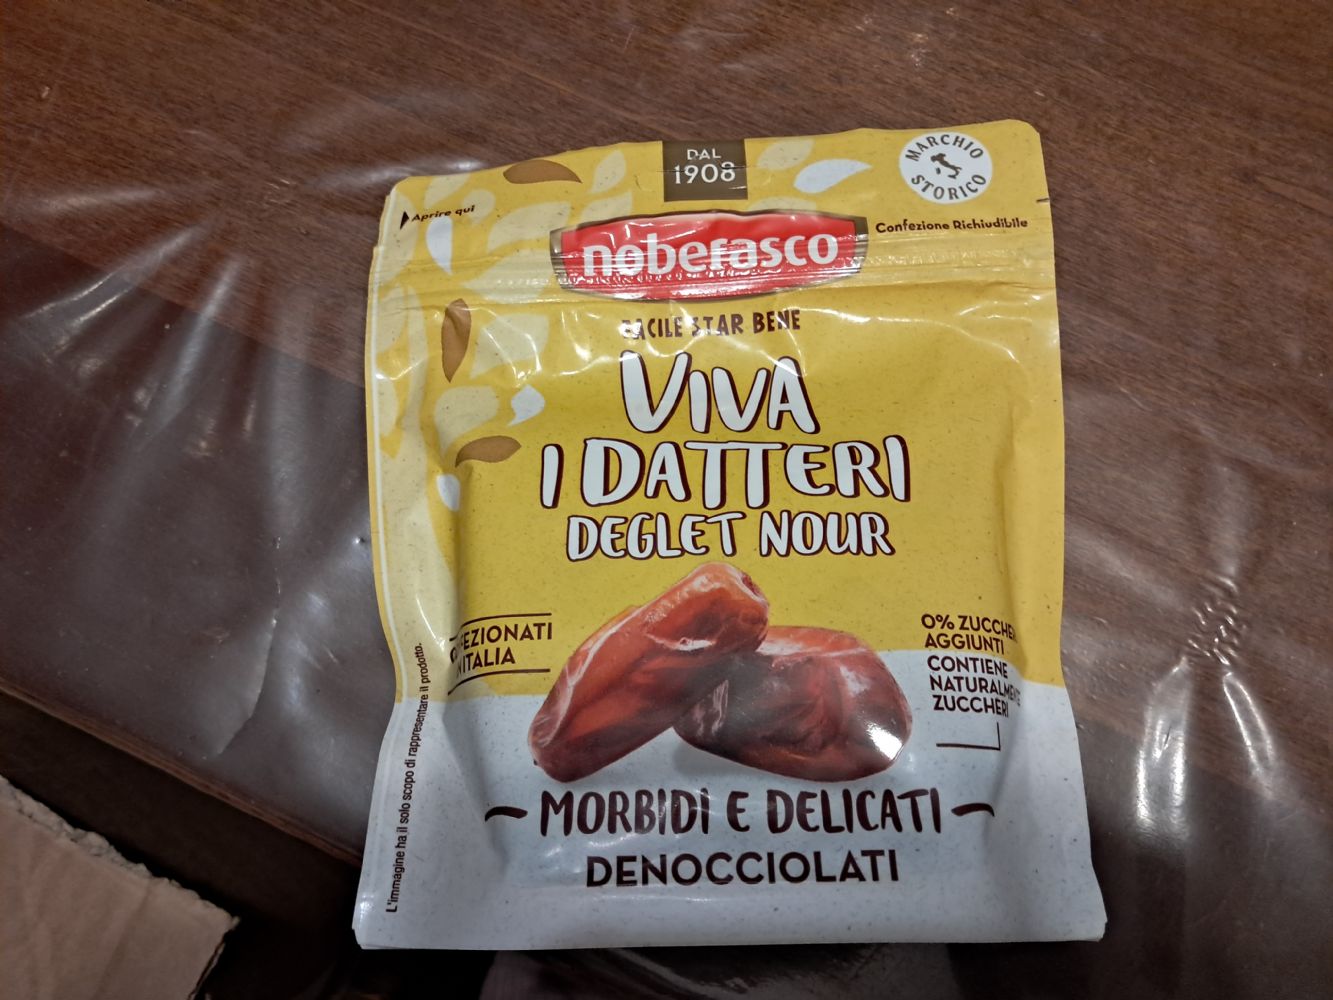 DAL
1908
MARCHIO
STORICO
Aprire qui
Confezione Richiudibile
noberasco
FACILE STAR BENE
VIVA
I DATTERI
DEGLET NOUR
ITALIA
0%
AGGIUNTI
CONTIENE
ZUCCHERI
MORBIDI E DELICATI
DENOCCIOLATI
L'immagine ha il solo scopo di rappresentare il prodotto.